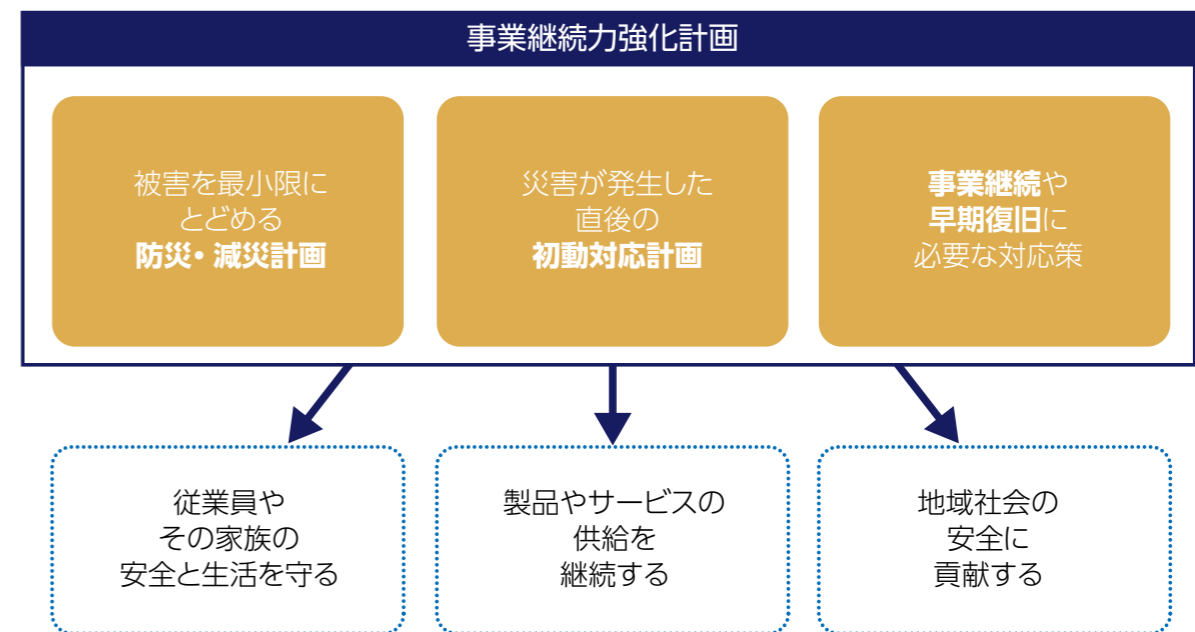 事業継続力強化計画
被害を最小限に
とどめる
防災・減災計画
災害が発生した
直後の
初動対応計画
事業継続や
早期復旧に
必要な対応策
従業員や
その家族の
安全と生活を守る
製品やサービスの
供給を
継続する
地域社会の
安全に
貢献する